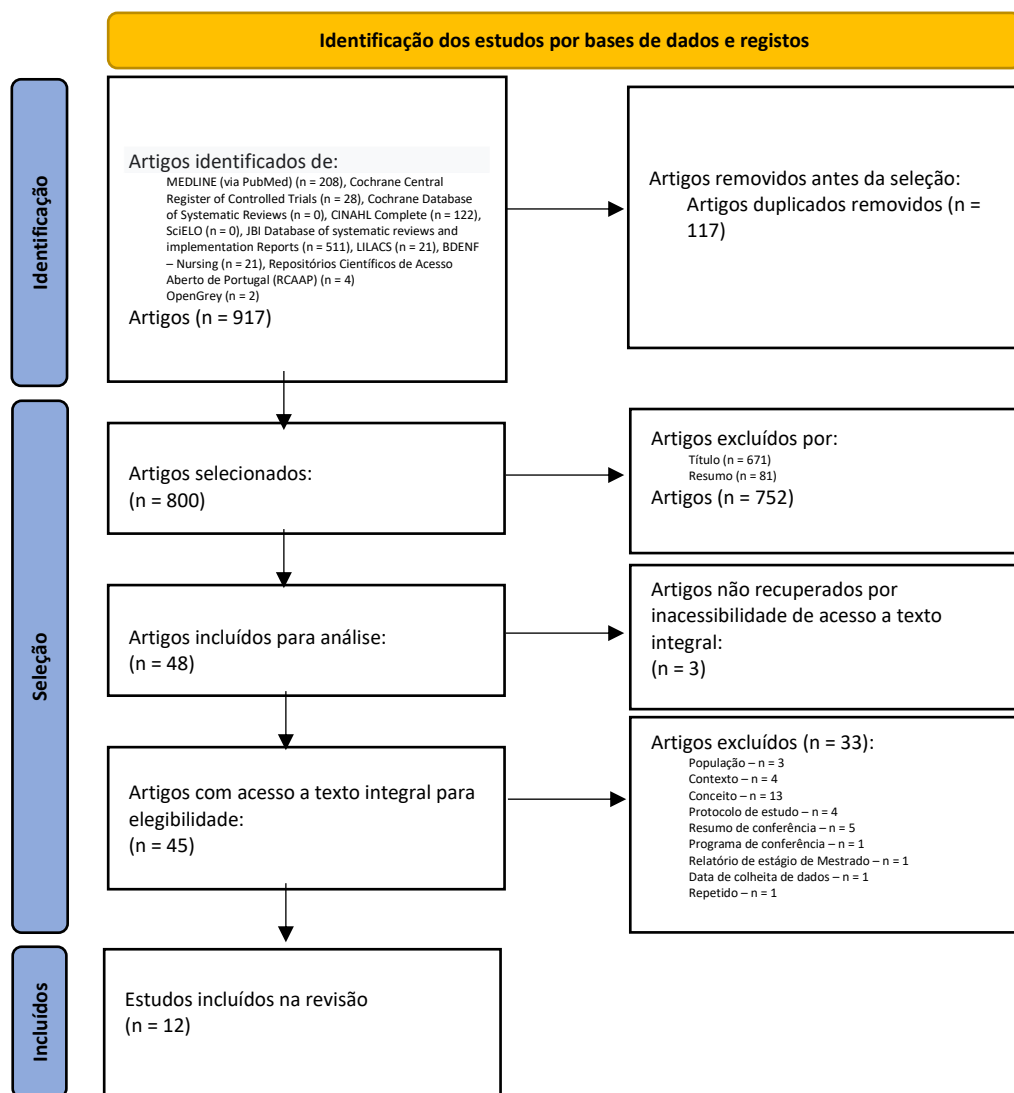 Identificação dos estudos por bases de dados e registos
Identificação
Artigos identificados de:
MEDLINE (via PubMed) (n = 208), Cochrane Central
Register of Controlled Trials (n = 28), Cochrane Database
of Systematic Reviews (n = 0), CINAHL Complete (n = 122),
SciELO (n = 0), JBI Database of systematic reviews and
implementation Reports (n = 511), LILACS (n = 21), BDENF
– Nursing (n = 21), Repositórios Científicos de Acesso
Aberto de Portugal (RCAAP) (n = 4)
OpenGrey (n = 2)
Artigos (n = 917)
Artigos removidos antes da seleção:
Artigos duplicados removidos (n =
117)
Seleção
Artigos selecionados:
(n = 800)
Artigos excluídos por:
Título (n = 671)
Resumo (n = 81)
Artigos (n = 752)
Artigos incluídos para análise:
(n = 48)
Artigos não recuperados por
inacessibilidade de acesso a texto
integral:
(n = 3)
Artigos com acesso a texto integral para
elegibilidade:
(n = 45)
Artigos excluídos (n = 33):
População – n = 3
Contexto – n = 4
Conceito – n = 13
Protocolo de estudo – n = 4
Resumo de conferência – n = 5
Programa de conferência – n = 1
Relatório de estágio de Mestrado – n = 1
Data de colheita de dados – n = 1
Repetido – n = 1
Incluídos
Estudos incluídos na revisão
(n = 12)